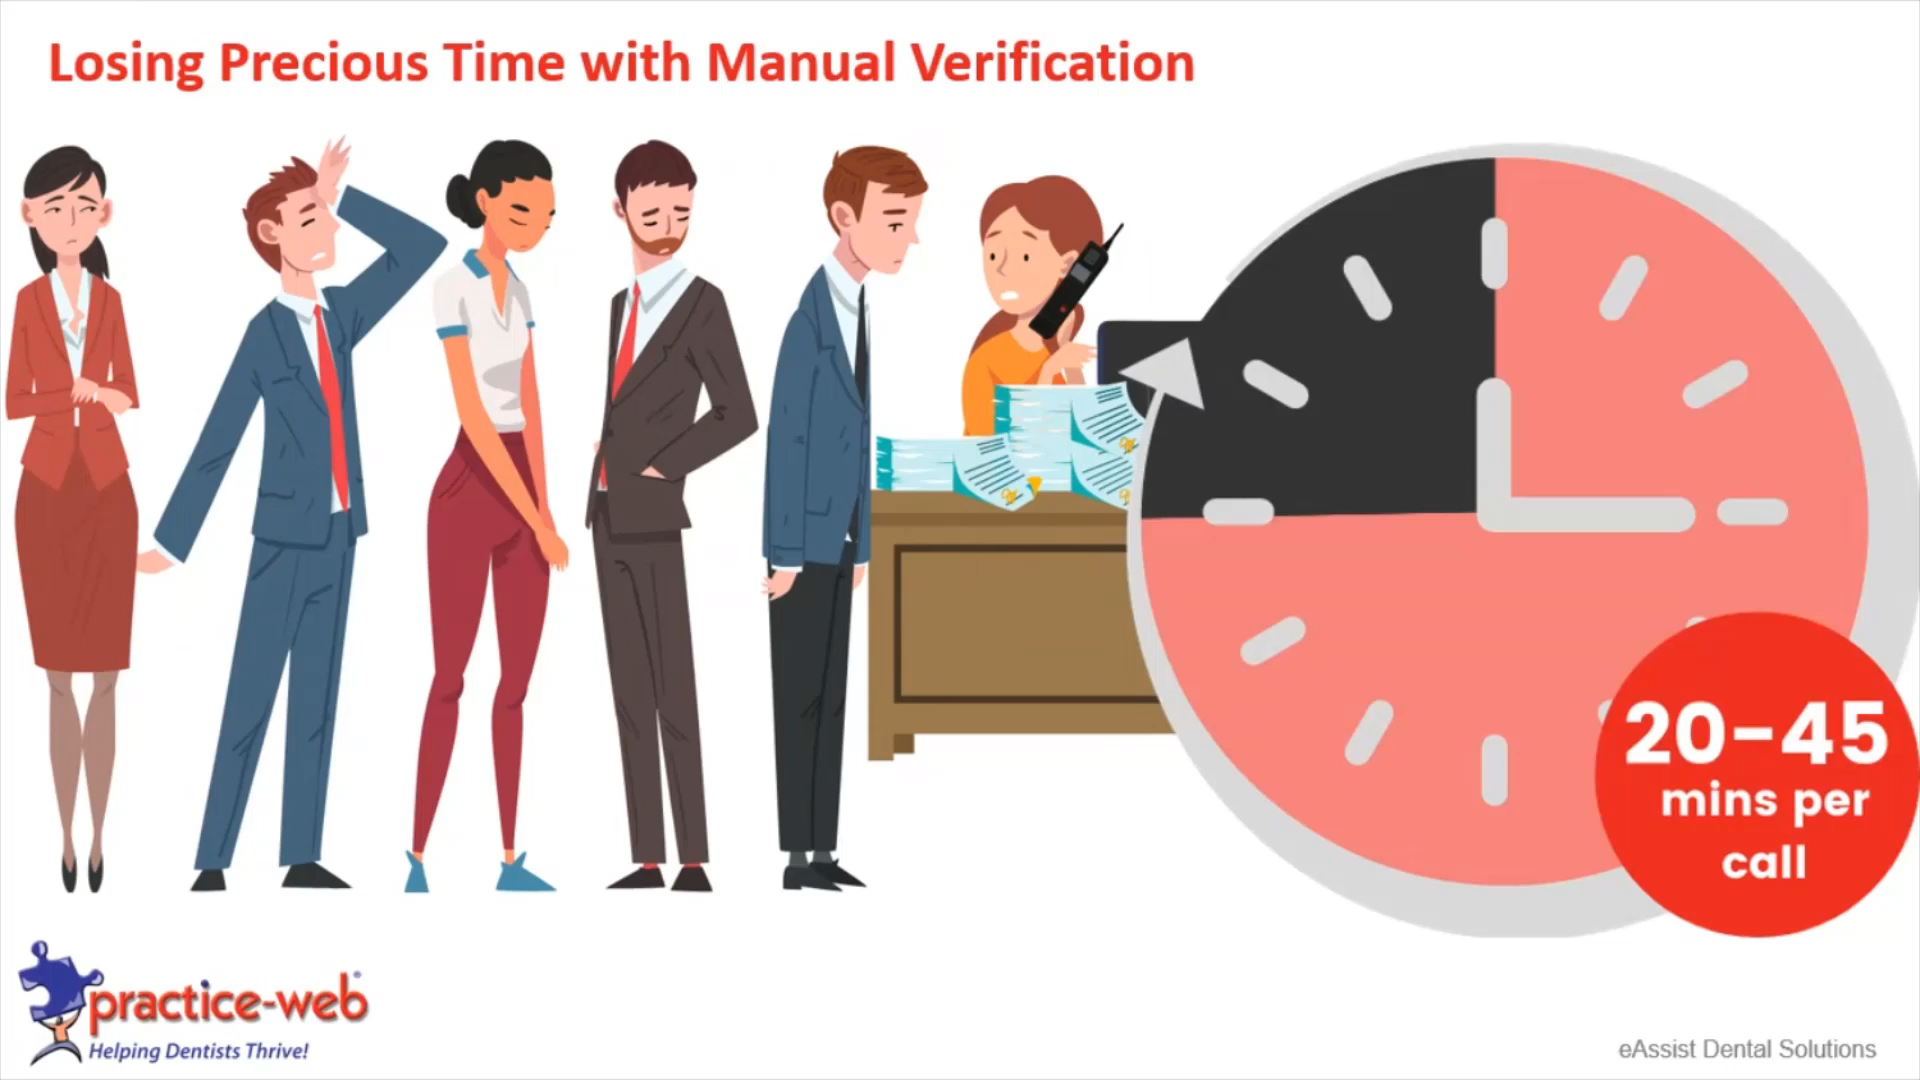 Losing Precious Time with Manual Verification
20-45
mins per
call
practice-web®
Helping Dentists Thrive!
eAssist Dental Solutions